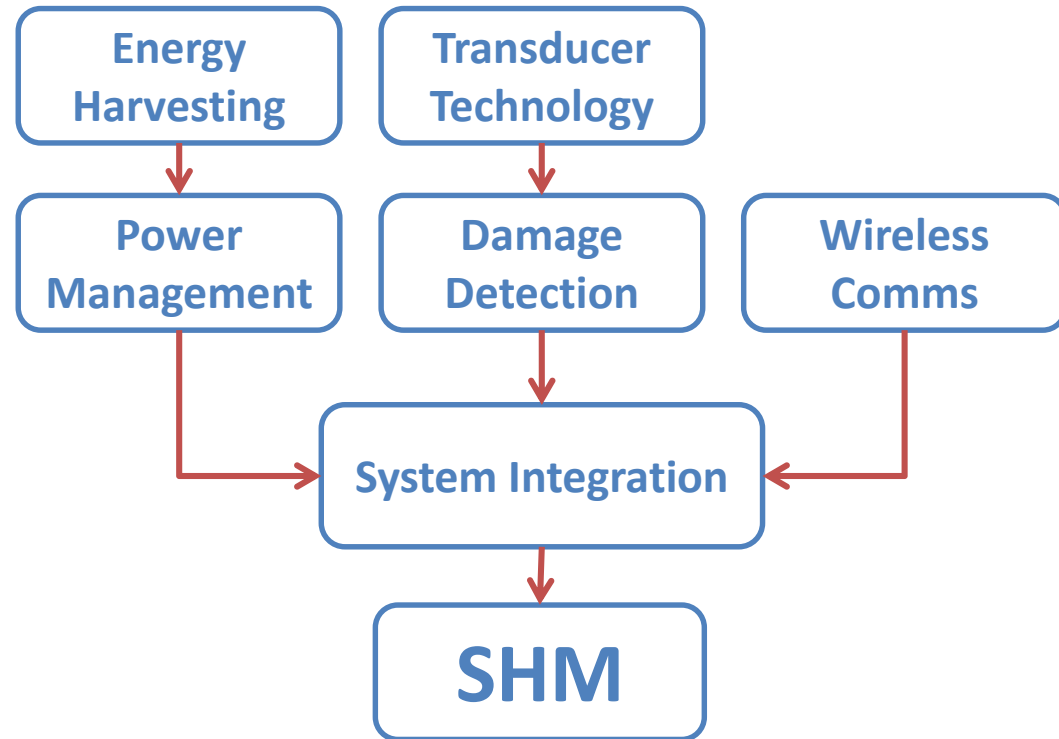 Energy
Harvesting
Transducer
Technology
Power
Management
Damage
Detection
Wireless
Comms
System Integration
SHM